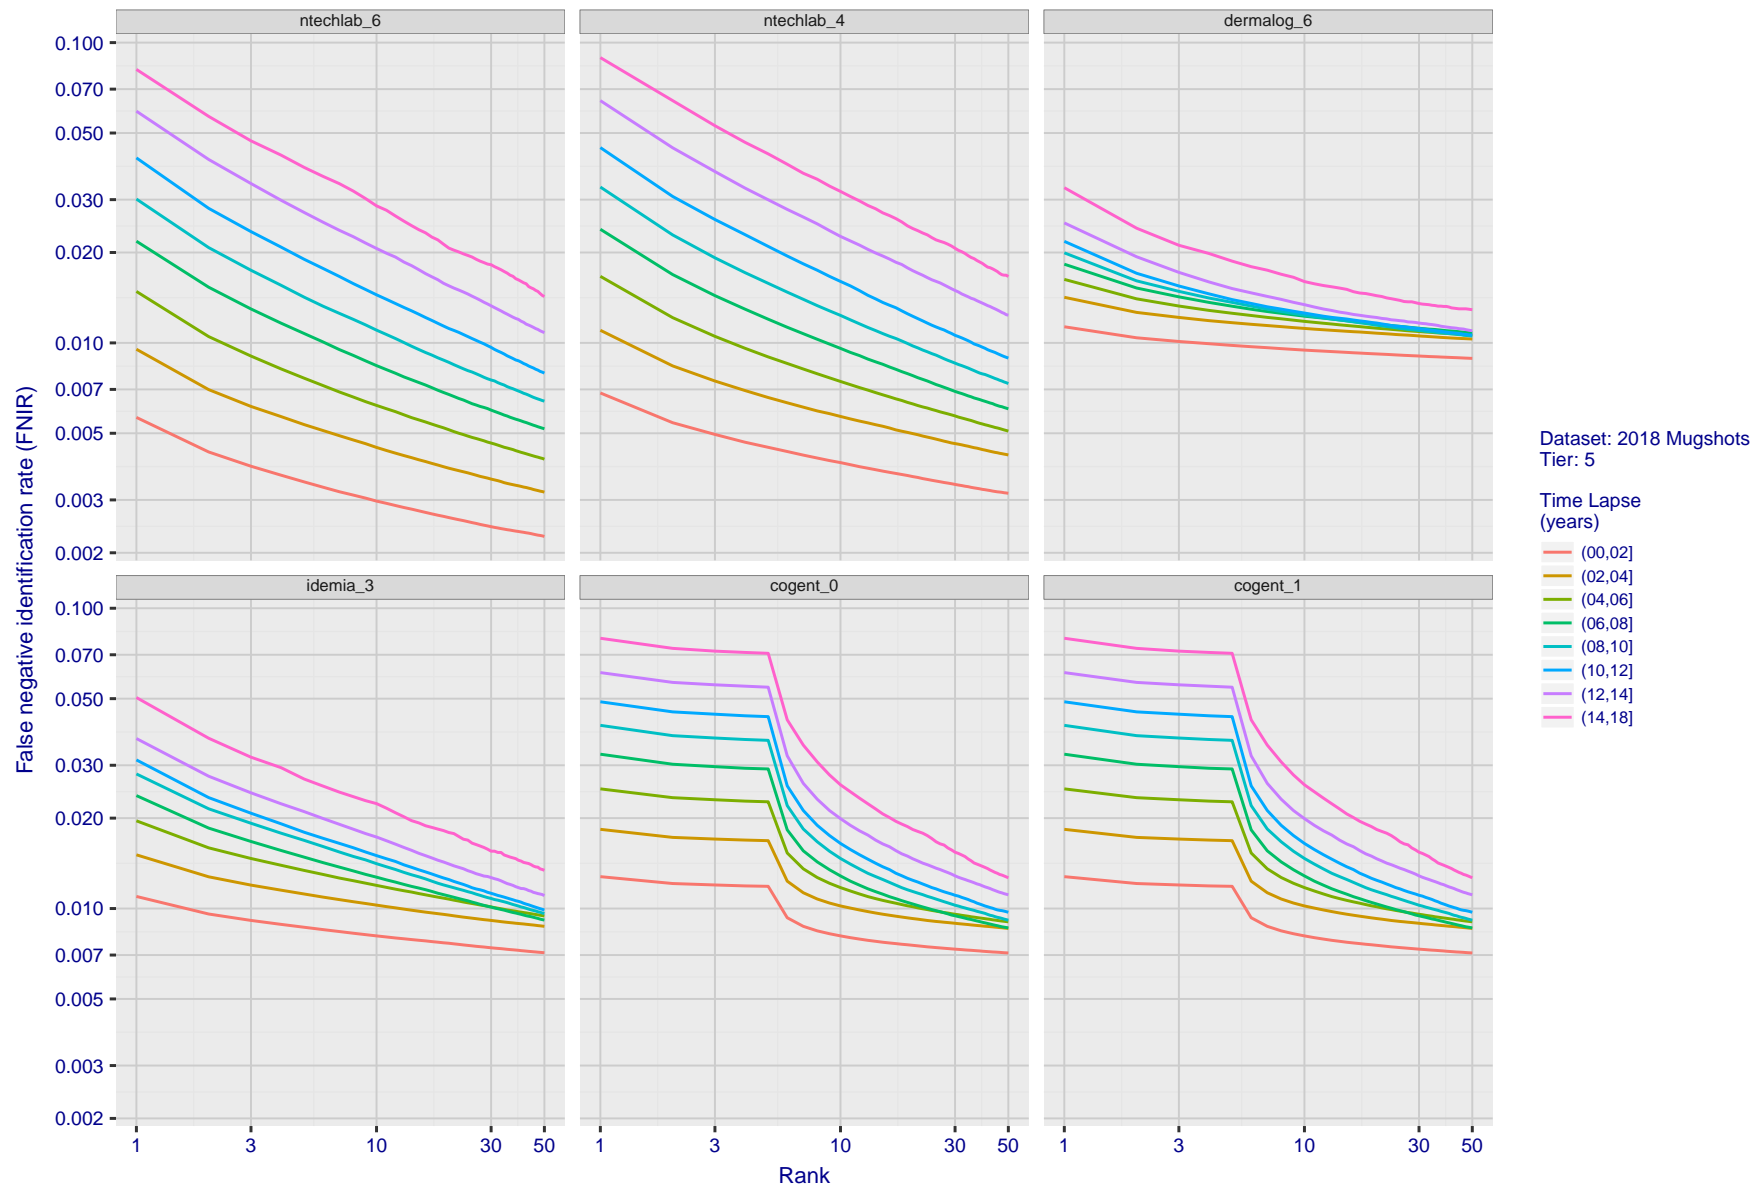 ntechlab_6
ntechlab_4
dermalog_6
0.100
0.070
0.050
0.030
0.020
0.010
0.007
0.005
0.003
0.002
idemia_3
cogent_0
cogent_1
0.100
0.070
0.050
0.030
0.020
0.010
0.007
0.005
0.003
0.002
1 3 10 30 50
1 3 10 30 50
1 3 10 30 50
Rank
False negative identification rate (FNIR)
Dataset: 2018 Mugshots
Tier: 5
Time Lapse
(years)
(00,02]
(02,04]
(04,06]
(06,08]
(08,10]
(10,12]
(12,14]
(14,18]